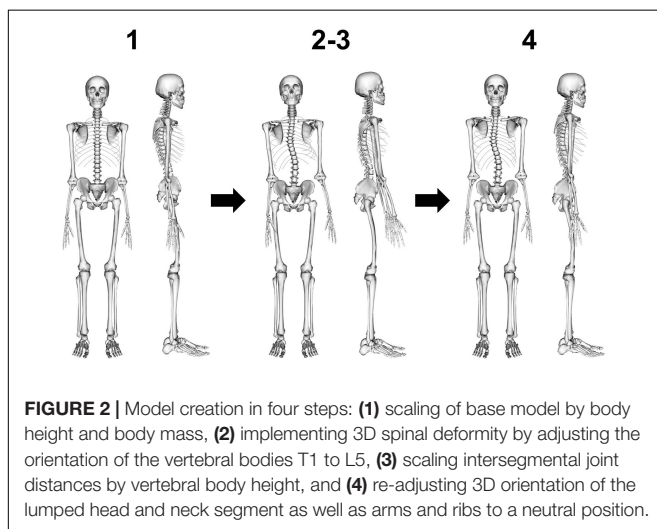 1
2-3
4
FIGURE 2 | Model creation in four steps: (1) scaling of base model by body
height and body mass, (2) implementing 3D spinal deformity by adjusting the
orientation of the vertebral bodies T1 to L5, (3) scaling intersegmental joint
distances by vertebral body height, and (4) re-adjusting 3D orientation of the
lumped head and neck segment as well as arms and ribs to a neutral position.